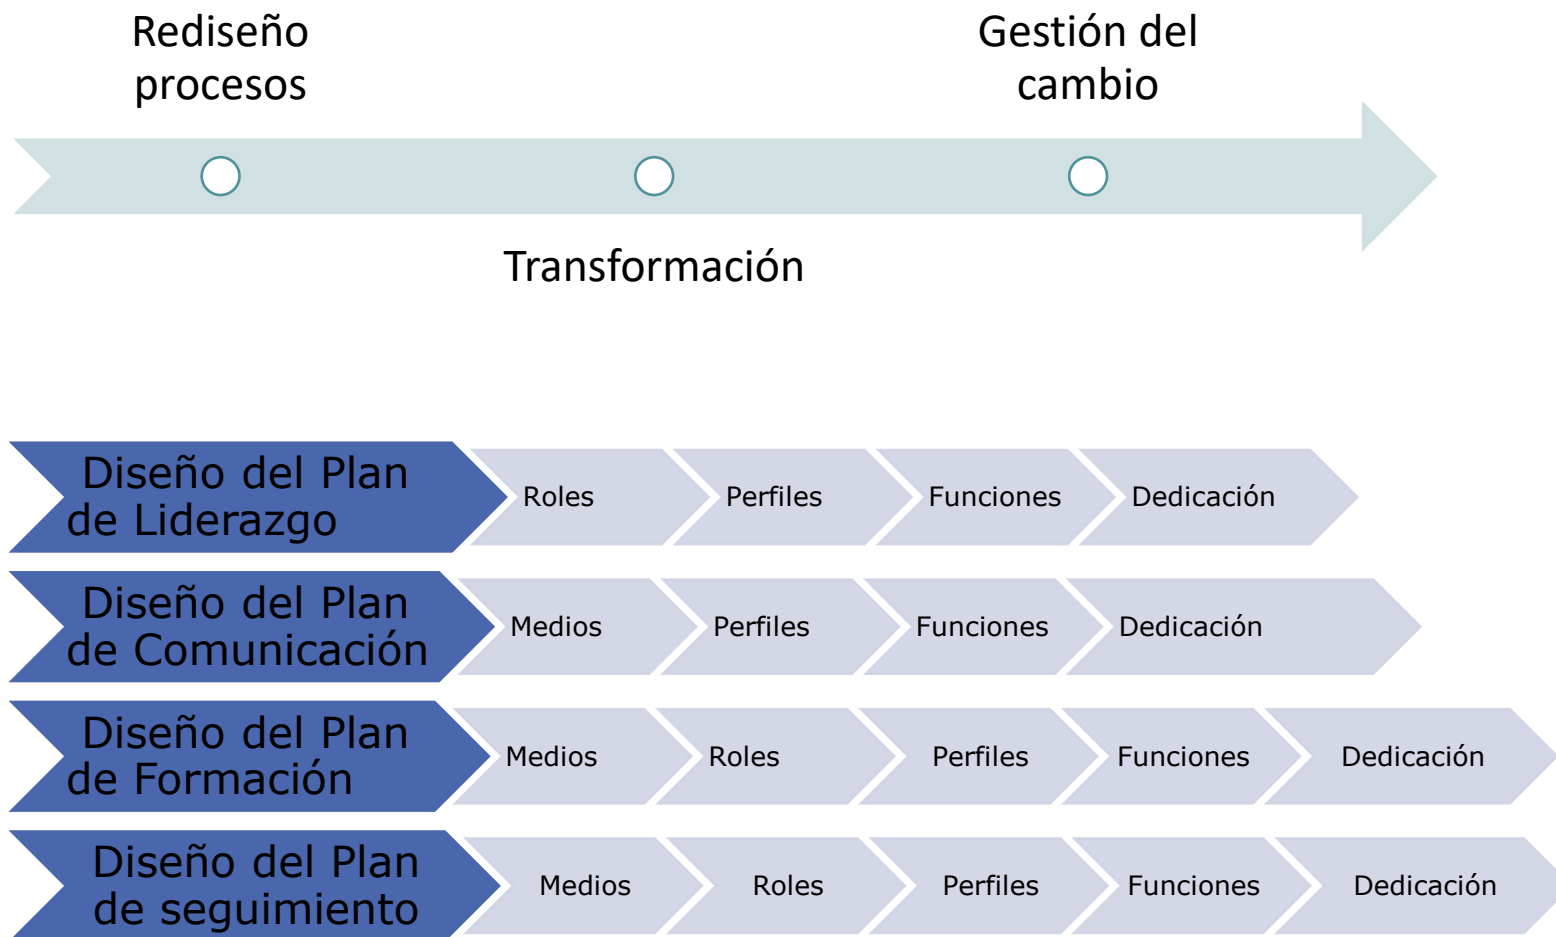 Rediseño
procesos
Gestión del
cambio
Transformación
Diseño del Plan
de Liderazgo
Roles
Perfiles
Funciones
Dedicación
Diseño del Plan
de Comunicación
Medios
Perfiles
Funciones
Dedicación
Diseño del Plan
de Formación
Medios
Roles
Perfiles
Funciones
Dedicación
Diseño del Plan
de seguimiento
Medios
Roles
Perfiles
Funciones
Dedicación